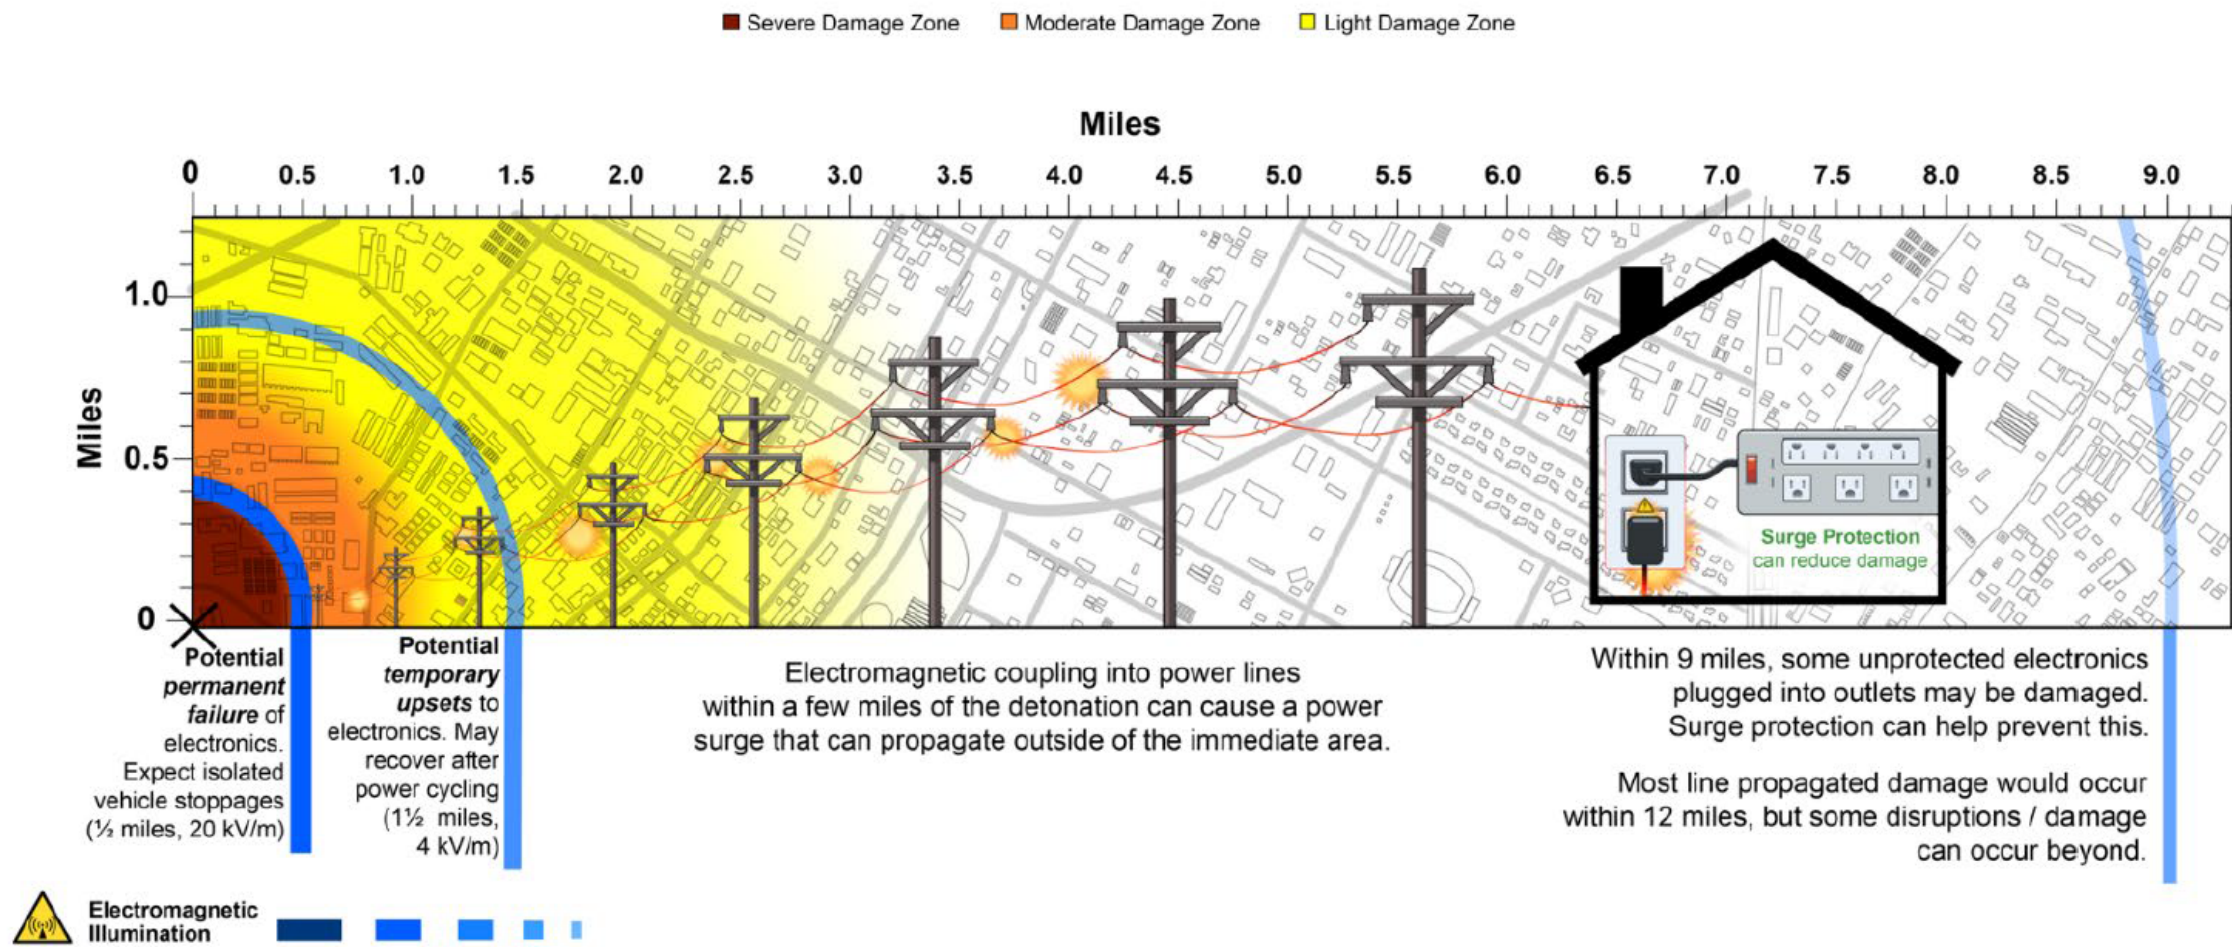 Severe Damage Zone Moderate Damage Zone Light Damage Zone
Miles
0 0.5 1.0 1.5 2.0 2.5 3.0 3.5 4.0 4.5 5.0 5.5 6.0 6.5 7.0 7.5 8.0 8.5 9.0
Miles
1.0
0.5
0
Surge Protection
can reduce damage
Potential
permanent
failure of
electronics.
Expect isolated
vehicle stoppages
(½ miles, 20 kV/m)
Potential
temporary
upsets to
electronics. May
recover after
power cycling
(1½ miles,
4 kV/m)
Electromagnetic coupling into power lines
within a few miles of the detonation can cause a power
surge that can propagate outside of the immediate area.
Within 9 miles, some unprotected electronics
plugged into outlets may be damaged.
Surge protection can help prevent this.
Most line propagated damage would occur
within 12 miles, but some disruptions / damage
can occur beyond.
Electromagnetic
Illumination